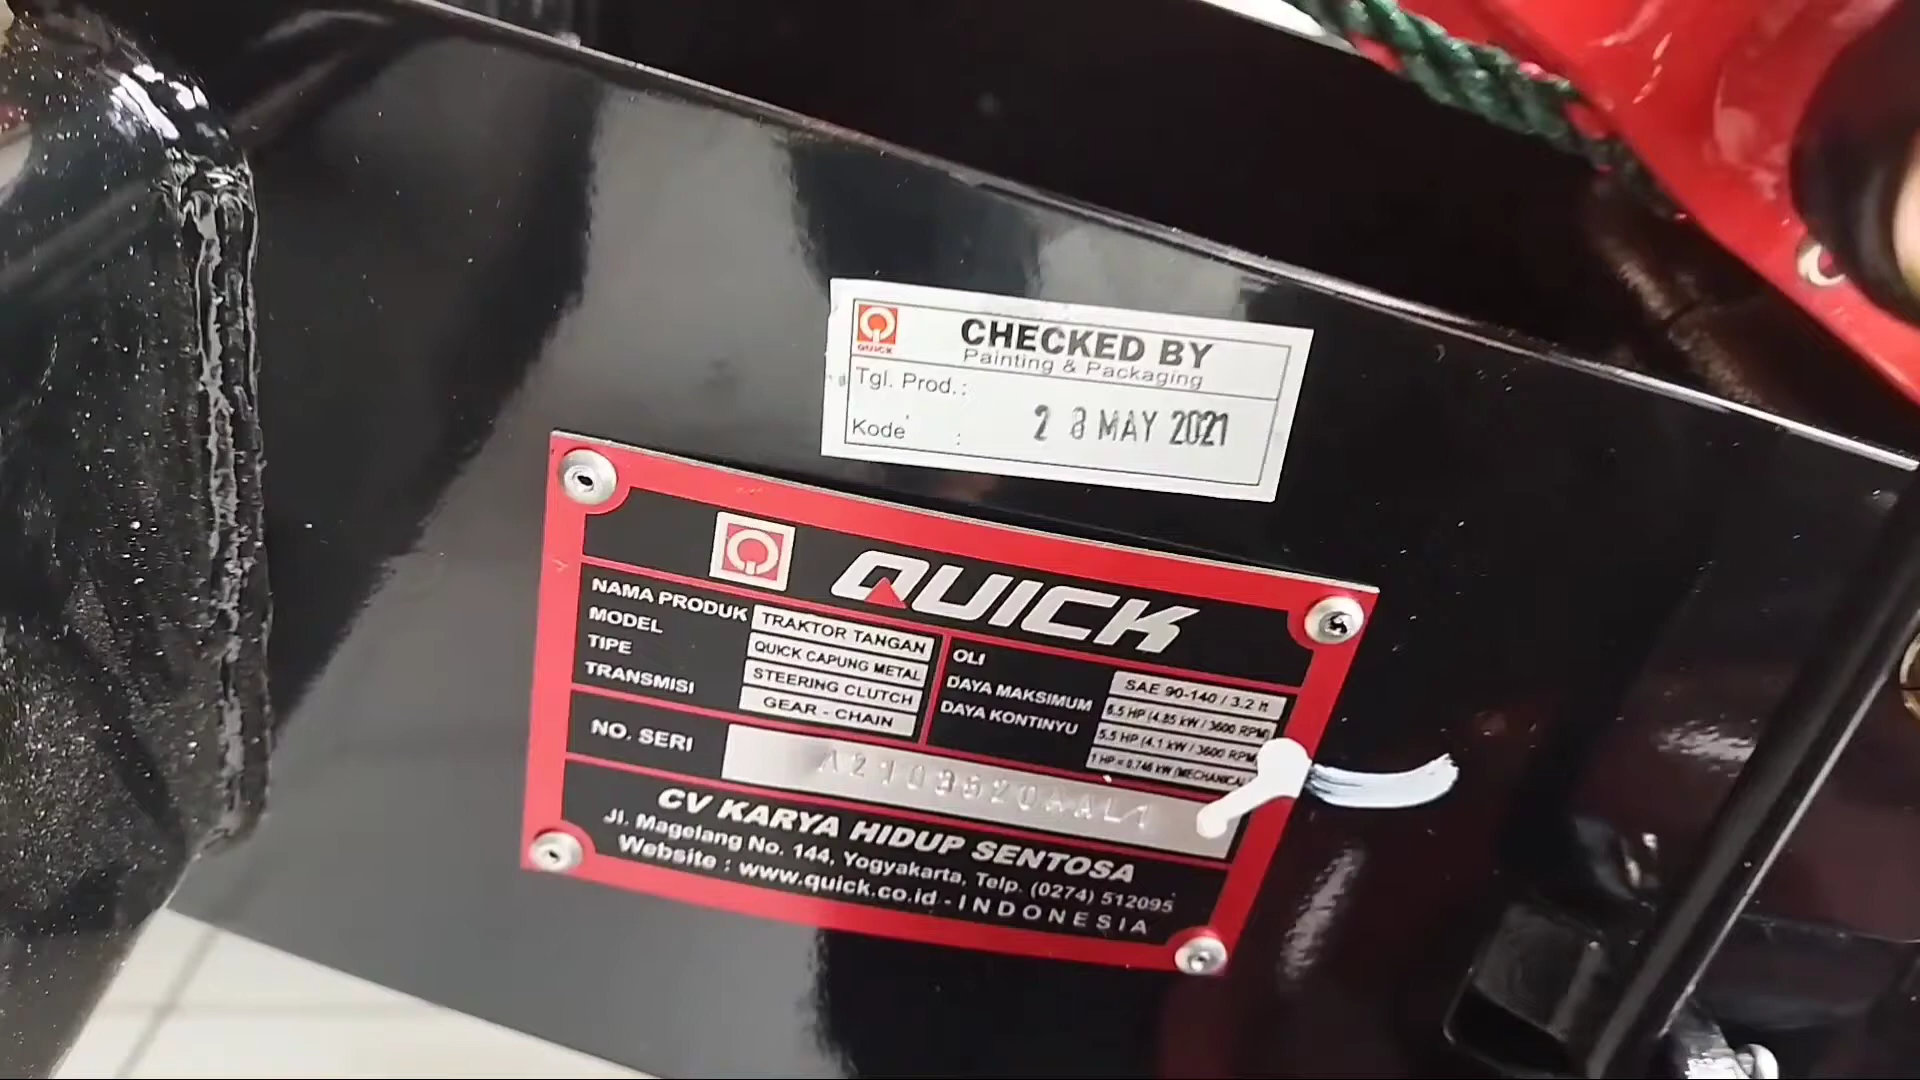 QUICK
CHECKED BY
Painting & Packaging
Tgl. Prod. :
Kode :
MAY 2021
QUICK
NAMA PRODUK TRAKTOR TANGAN
MODEL QUICK CAPUNG METAL
TIPE STEERING CLUTCH
TRANSMISI GEAR - CHAIN
OLI SAE 90-140 / 3.2 lt
DAYA MAKSIMUM 6.5 HP (4.85 kW / 3600 RPM)
DAYA KONTINYU 5.5 HP (4.1 kW / 3600 RPM)
1 HP = 0.746 kW (MECHANICAL
NO. SERI
CV KARYA HIDUP SENTOSA
Jl. Magelang No. 144, Yogyakarta, Telp. (0274) 512095
Website : www.quick.co.id - INDONESIA